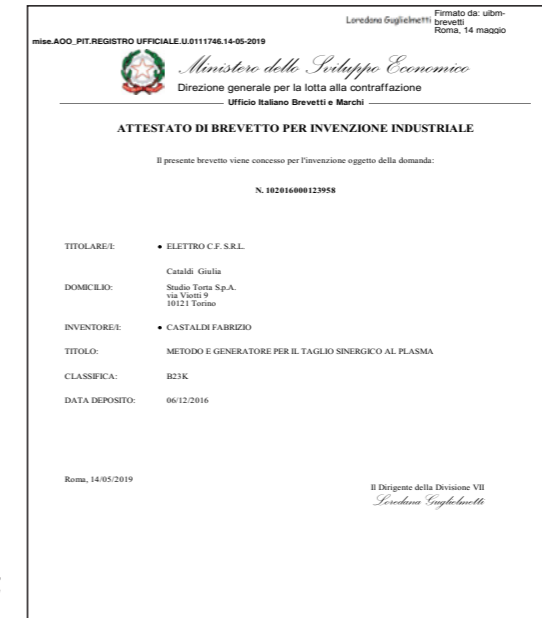 Loredana Guglielmetti
Firmato da: uibm-
brevetti
Roma, 14 maggio
mise.AOO_PIT.REGISTRO UFFICIALE.U.0111746.14-05-2019
Ministero dello Sviluppo Economico
Direzione generale per la lotta alla contraffazione
Ufficio Italiano Brevetti e Marchi
ATTESTATO DI BREVETTO PER INVENZIONE INDUSTRIALE
Il presente brevetto viene concesso per l'invenzione oggetto della domanda:
N. 102016000123958
TITOLARE/I: • ELETTRO C.F. S.R.L.
Cataldi Giulia
DOMICILIO: Studio Torta S.p.A.
via Viotti 9
10121 Torino
INVENTORE/I: • CASTALDI FABRIZIO
TITOLO: METODO E GENERATORE PER IL TAGLIO SINERGICO AL PLASMA
CLASSIFICA: B23K
DATA DEPOSITO: 06/12/2016
Roma, 14/05/2019
Il Dirigente della Divisione VII
Loredana Guglielmetti